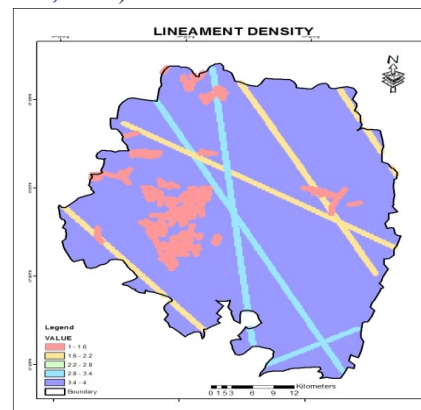 LINEAMENT DENSITY
N
Legend
VALUE
1 - 1.6
1.6 - 2.2
2.2 - 2.8
2.8 - 3.4
3.4 - 4
Boundary
Kilometers
0 1.5 3 6 9 12